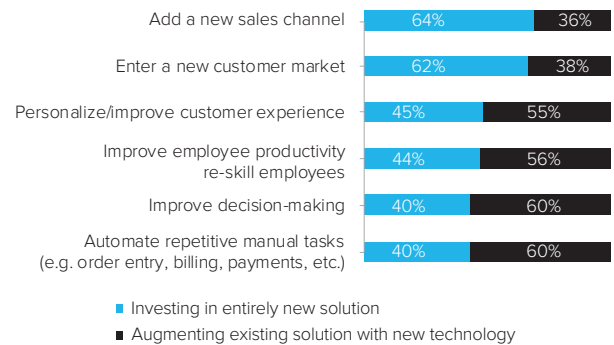 Add a new sales channel 64% 36%
Enter a new customer market 62% 38%
Personalize/improve customer experience 45% 55%
Improve employee productivity
re-skill employees 44% 56%
Improve decision-making 40% 60%
Automate repetitive manual tasks
(e.g. order entry, billing, payments, etc.) 40% 60%
Investing in entirely new solution
Augmenting existing solution with new technology